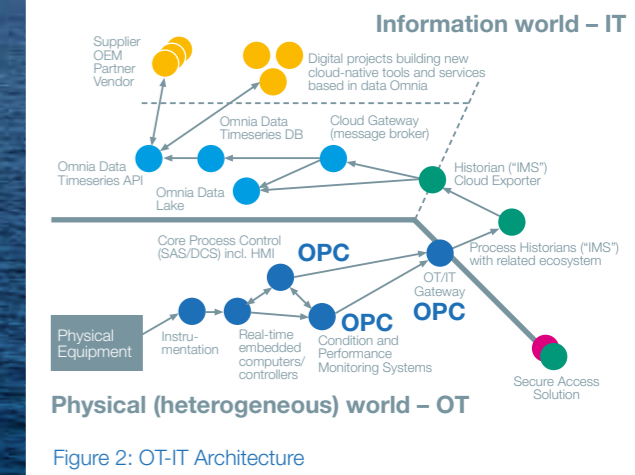 Information world – IT
Supplier
OEM
Partner
Vendor
Digital projects building new
cloud-native tools and services
based in data Omnia
Omnia Data
Timeseries DB
Cloud Gateway
(message broker)
Omnia Data
Timeseries API
Omnia Data
Lake
Historian (“IMS”)
Cloud Exporter
Core Process Control
(SAS/DCS) incl. HMI
OPC
Process Historians (“IMS”)
with related ecosystem
OT/IT
Gateway
OPC
Physical
Equipment
Instru-
mentation
Real-time
embedded
computers/
controllers
OPC
Condition and
Performance
Monitoring Systems
Secure Access
Solution
Physical (heterogeneous) world – OT
Figure 2: OT-IT Architecture